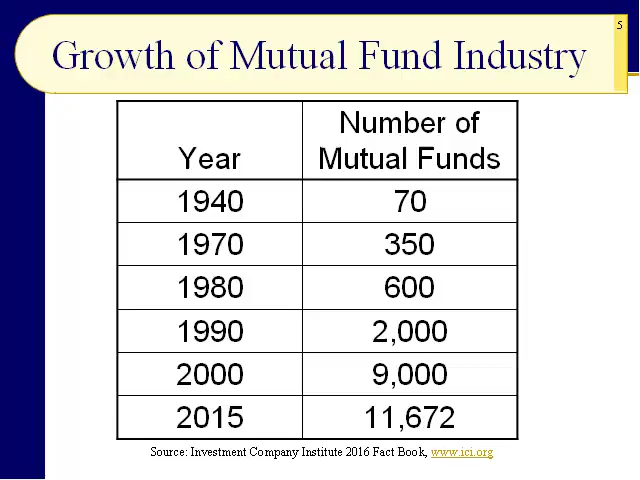 5
Growth of Mutual Fund Industry
Year Number of Mutual Funds
1940 70
1970 350
1980 600
1990 2,000
2000 9,000
2015 11,672
Source: Investment Company Institute 2016 Fact Book, www.ici.org